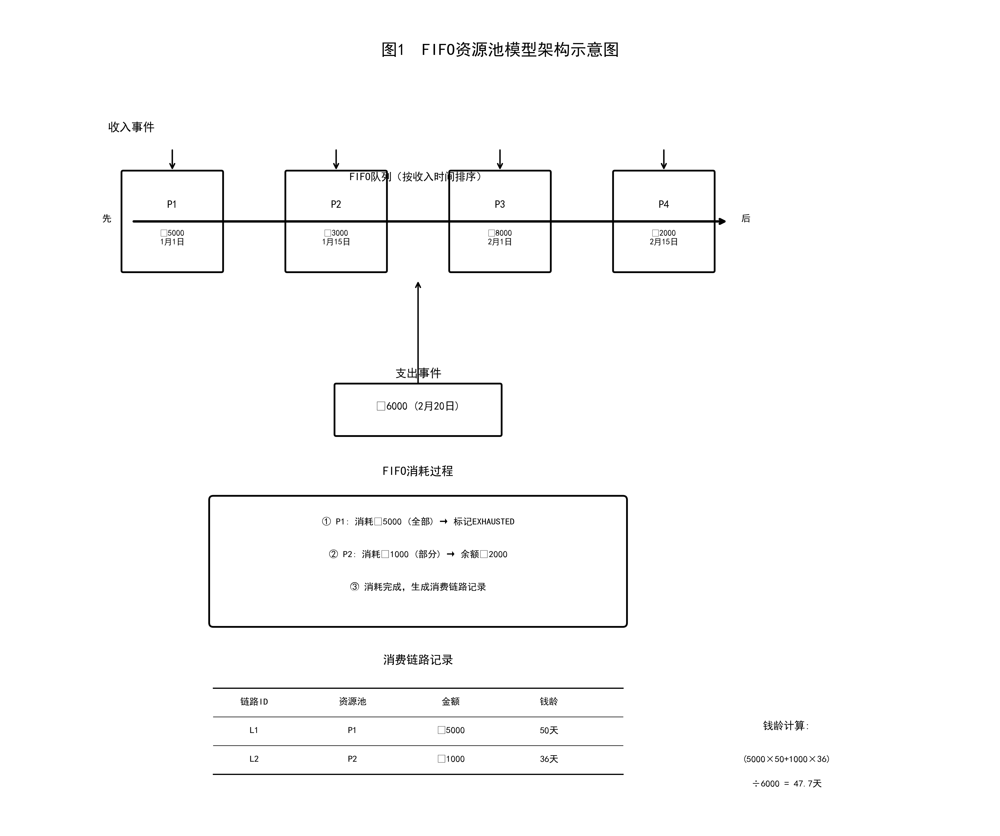 图1  FIFO资源池模型架构示意图
收入事件
FIFO队列（按收入时间排序）
先
P1
□5000
1月1日
P2
□3000
1月15日
P3
□8000
2月1日
P4
□2000
2月15日
后
支出事件
□6000 (2月20日)
FIFO消耗过程
① P1: 消耗□5000 (全部) → 标记EXHAUSTED
② P2: 消耗□1000 (部分) → 余额□2000
③ 消耗完成，生成消费链路记录
消费链路记录
链路ID 资源池 金额 钱龄
L1 P1 □5000 50天
L2 P2 □1000 36天
钱龄计算:
(5000×50+1000×36)
÷6000 = 47.7天